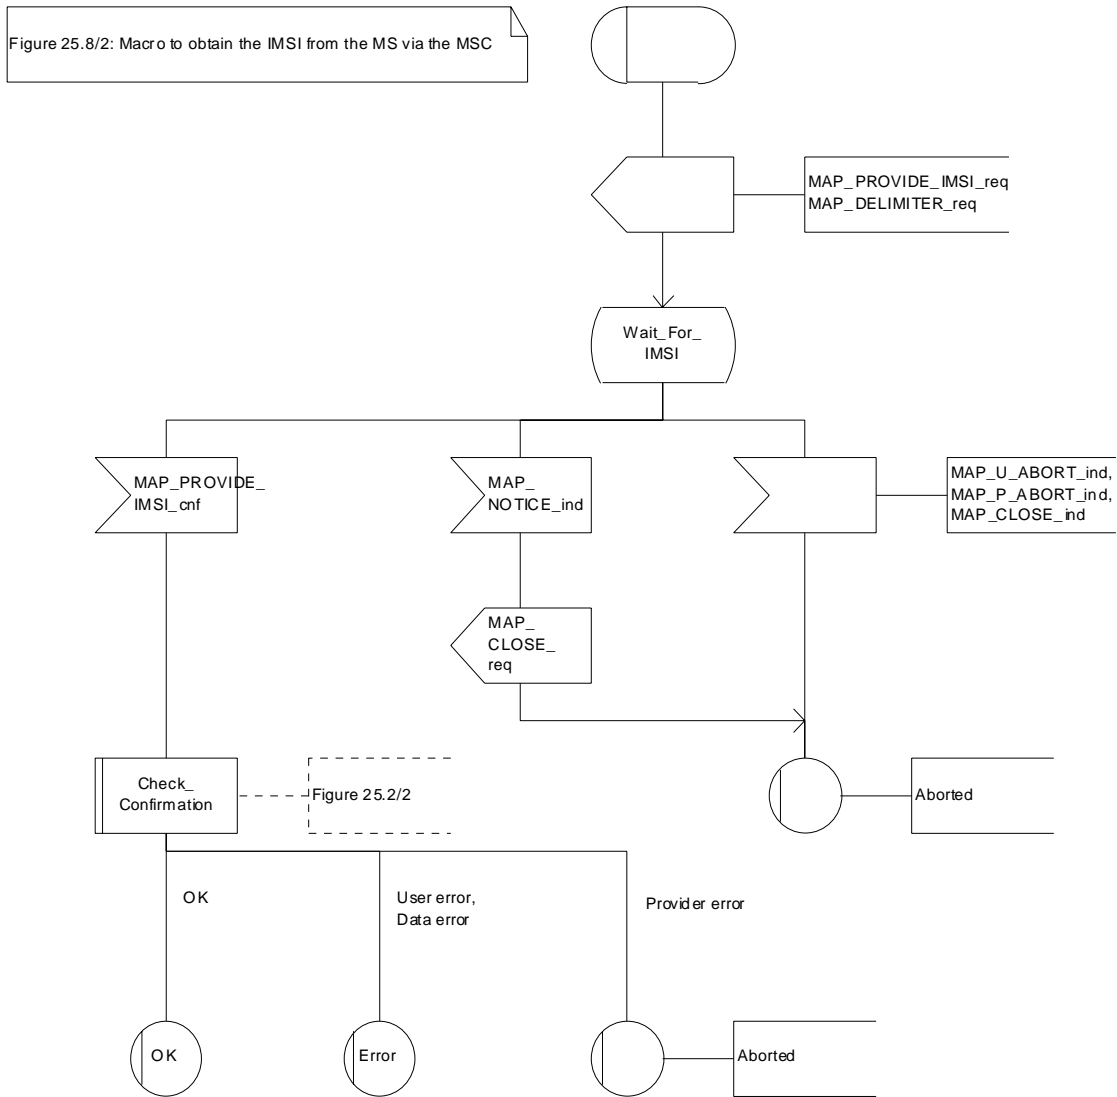 Figure 25.8/2: Macro to obtain the IMSI from the MS via the MSC
MAP_PROVIDE_IMSI_req
MAP_DELIMITER_req
Wait_For_
IMSI
MAP_PROVIDE_
IMSI_cnf
MAP_
NOTICE_ind
MAP_U_ABORT_ind,
MAP_P_ABORT_ind,
MAP_CLOSE_ind
MAP_
CLOSE_
req
Check_
Confirmation
Figure 25.2/2
Aborted
OK
User error,
Data error
Provider error
OK
Error
Aborted